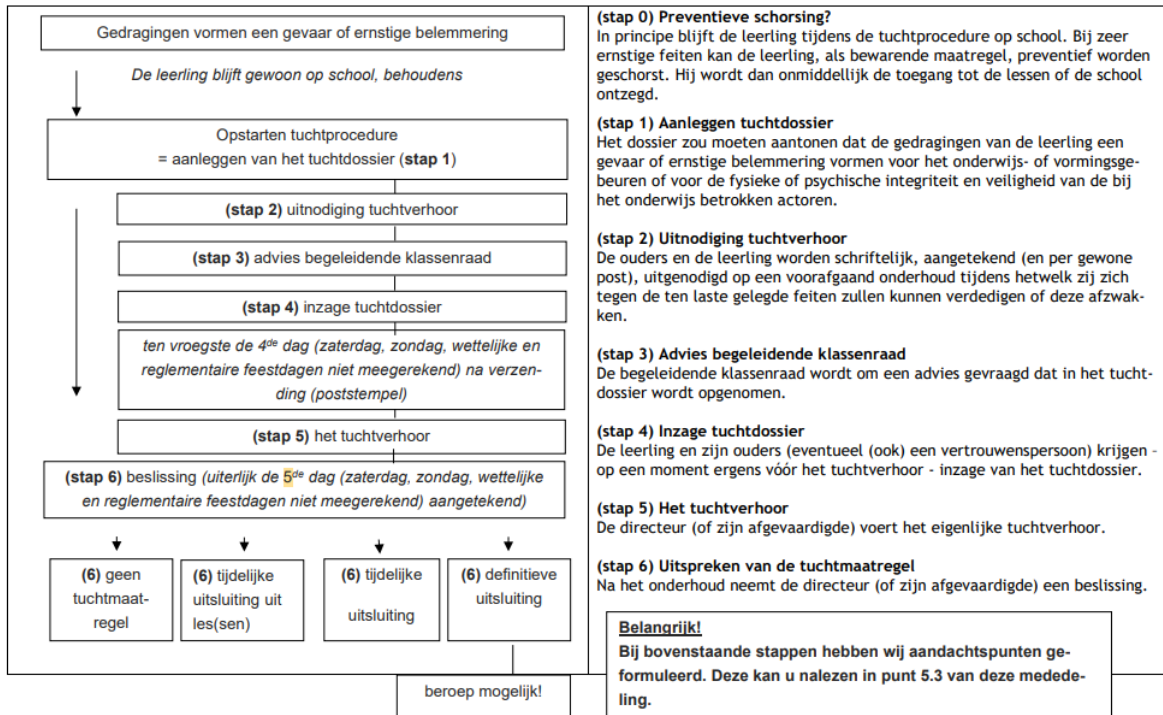 Gedragingen vormen een gevaar of ernstige belemmering
De leerling blijft gewoon op school, behoudens
Opstarten tuchtprocedure
= aanleggen van het tuchtdossier (stap 1)
(stap 2) uitnodiging tuchtverhoor
(stap 3) advies begeleidende klassenraad
(stap 4) inzage tuchtdossier
ten vroegste de 4de dag (zaterdag, zondag, wettelijke en
reglementaire feestdagen niet meegerekend) na verzen-
ding (poststempel)
(stap 5) het tuchtverhoor
(stap 6) beslissing (uiterlijk de 5de dag (zaterdag, zondag, wettelijke
en reglementaire feestdagen niet meegerekend) aangetekend)
(6) geen
tuchtmaat-
regel
(6) tijdelijke
uitsluiting uit
les(sen)
(6) tijdelijke
uitsluiting
(6) definitieve
uitsluiting
beroep mogelijk!
(stap 0) Preventieve schorsing?
In principe blijft de leerling tijdens de tuchtprocedure op school. Bij zeer
ernstige feiten kan de leerling, als bewarende maatregel, preventief worden
geschorst. Hij wordt dan onmiddellijk de toegang tot de lessen of de school
ontzegd.
(stap 1) Aanleggen tuchtdossier
Het dossier zou moeten aantonen dat de gedragingen van de leerling een
gevaar of ernstige belemmering vormen voor het onderwijs- of vormingsge-
beuren of voor de fysieke of psychische integriteit en veiligheid van de bij
het onderwijs betrokken actoren.
(stap 2) Uitnodiging tuchtverhoor
De ouders en de leerling worden schriftelijk, aangetekend (en per gewone
post), uitgenodigd op een voorafgaand onderhoud tijdens hetwelk zij zich
tegen de ten laste gelegde feiten zullen kunnen verdedigen of deze afzwak-
ken.
(stap 3) Advies begeleidende klassenraad
De begeleidende klassenraad wordt om een advies gevraagd dat in het tucht-
dossier wordt opgenomen.
(stap 4) Inzage tuchtdossier
De leerling en zijn ouders (eventueel (ook) een vertrouwenspersoon) krijgen –
op een moment ergens vóór het tuchtverhoor - inzage van het tuchtdossier.
(stap 5) Het tuchtverhoor
De directeur (of zijn afgevaardigde) voert het eigenlijke tuchtverhoor.
(stap 6) Uitspreken van de tuchtmaatregel
Na het onderhoud neemt de directeur (of zijn afgevaardigde) een beslissing.
Belangrijk!
Bij bovenstaande stappen hebben wij aandachtspunten ge-
formuleerd. Deze kan u nalezen in punt 5.3 van deze medede-
ling.